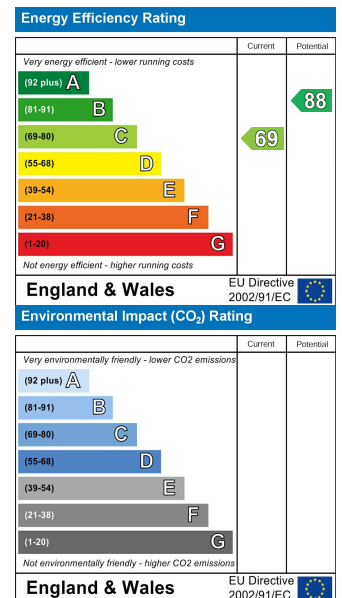 Energy Efficiency Rating
Current Potential
Very energy efficient - lower running costs
(92 plus) A
(81-91) B
(69-80) C
(55-68) D
(39-54) E
(21-38) F
(1-20) G
88
69
Not energy efficient - higher running costs
England & Wales
EU Directive
2002/91/EC
Environmental Impact (CO₂) Rating
Current Potential
Very environmentally friendly - lower CO2 emissions
(92 plus) A
(81-91) B
(69-80) C
(55-68) D
(39-54) E
(21-38) F
(1-20) G
Not environmentally friendly - higher CO2 emissions
England & Wales
EU Directive
2002/91/EC